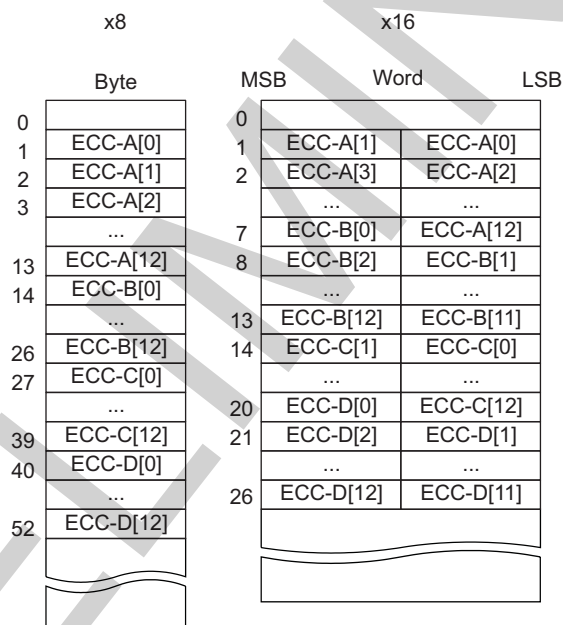 x8 x16
Byte MSB Word LSB
0 0
1 ECC-A[0] 1 ECC-A[1] ECC-A[0]
2 ECC-A[1] 2 ECC-A[3] ECC-A[2]
3 ECC-A[2] ... ...
... 7 ECC-B[0] ECC-A[12]
13 ECC-A[12] 8 ECC-B[2] ECC-B[1]
14 ECC-B[0] ... ...
... 13 ECC-B[12] ECC-B[11]
26 ECC-B[12] 14 ECC-C[1] ECC-C[0]
27 ECC-C[0] ... ...
... 20 ECC-D[0] ECC-C[12]
39 ECC-C[12] 21 ECC-D[2] ECC-D[1]
40 ECC-D[0] ... ...
... 26 ECC-D[12] ECC-D[11]
52 ECC-D[12]